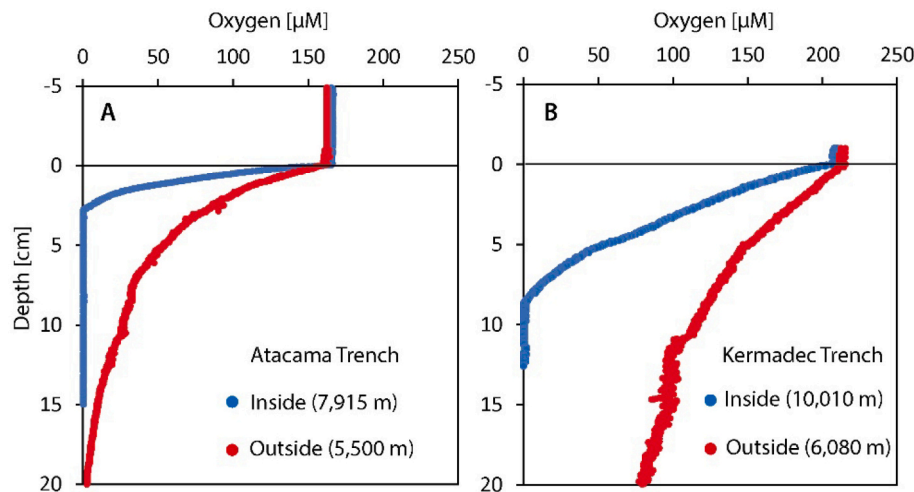 Oxygen [µM]
0 50 100 150 200 250
-5
0
5
10
15
20
Depth [cm]
A
Atacama Trench
Inside (7,915 m)
Outside (5,500 m)
Oxygen [µM]
0 50 100 150 200 250
-5
0
5
10
15
20
B
Kermadec Trench
Inside (10,010 m)
Outside (6,080 m)